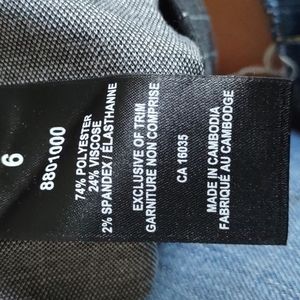 6
8801000
74% POLYESTER
24% VISCOSE
2% SPANDEX / ÉLASTHANNE
EXCLUSIVE OF TRIM
GARNITURE NON COMPRISE
CA 16035
MADE IN CAMBODIA
FABRIQUÉ AU CAMBODGE